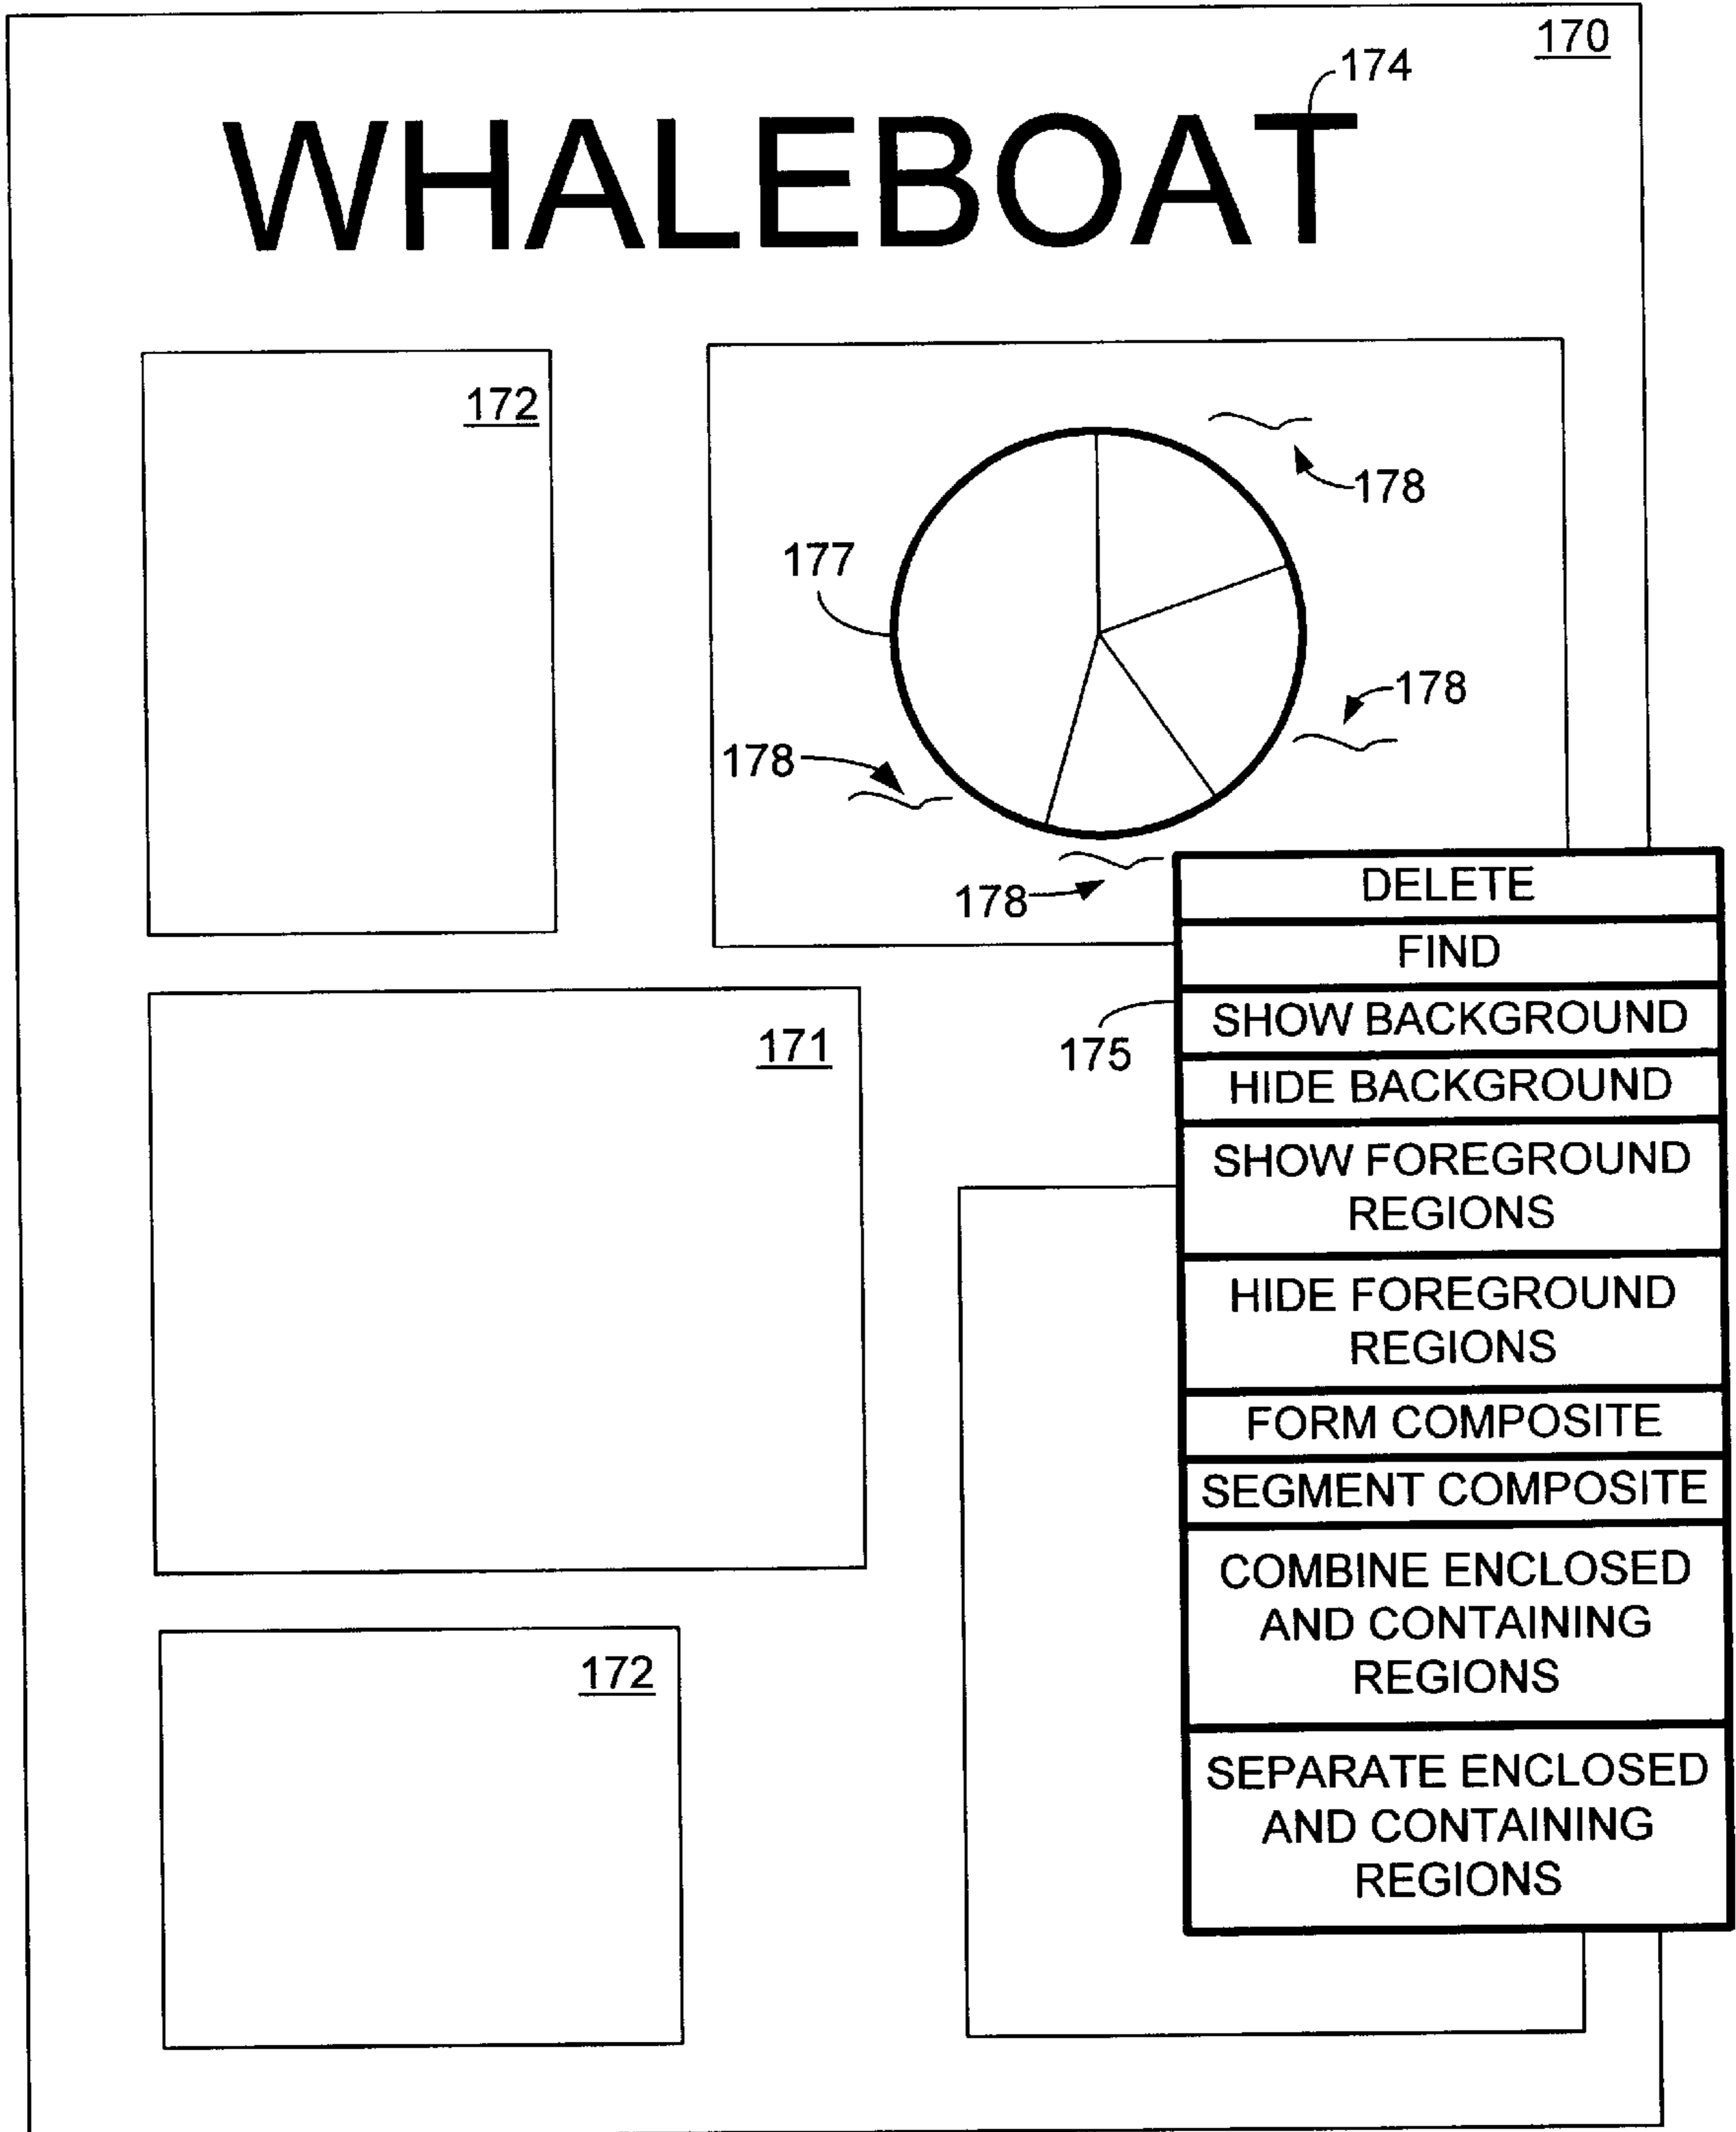 170
174
WHALEBOAT
172
178
177
178
178
178
DELETE
FIND
SHOW BACKGROUND
171
175
HIDE BACKGROUND
SHOW FOREGROUND
REGIONS
HIDE FOREGROUND
REGIONS
FORM COMPOSITE
SEGMENT COMPOSITE
COMBINE ENCLOSED
AND CONTAINING
REGIONS
172
SEPARATE ENCLOSED
AND CONTAINING
REGIONS